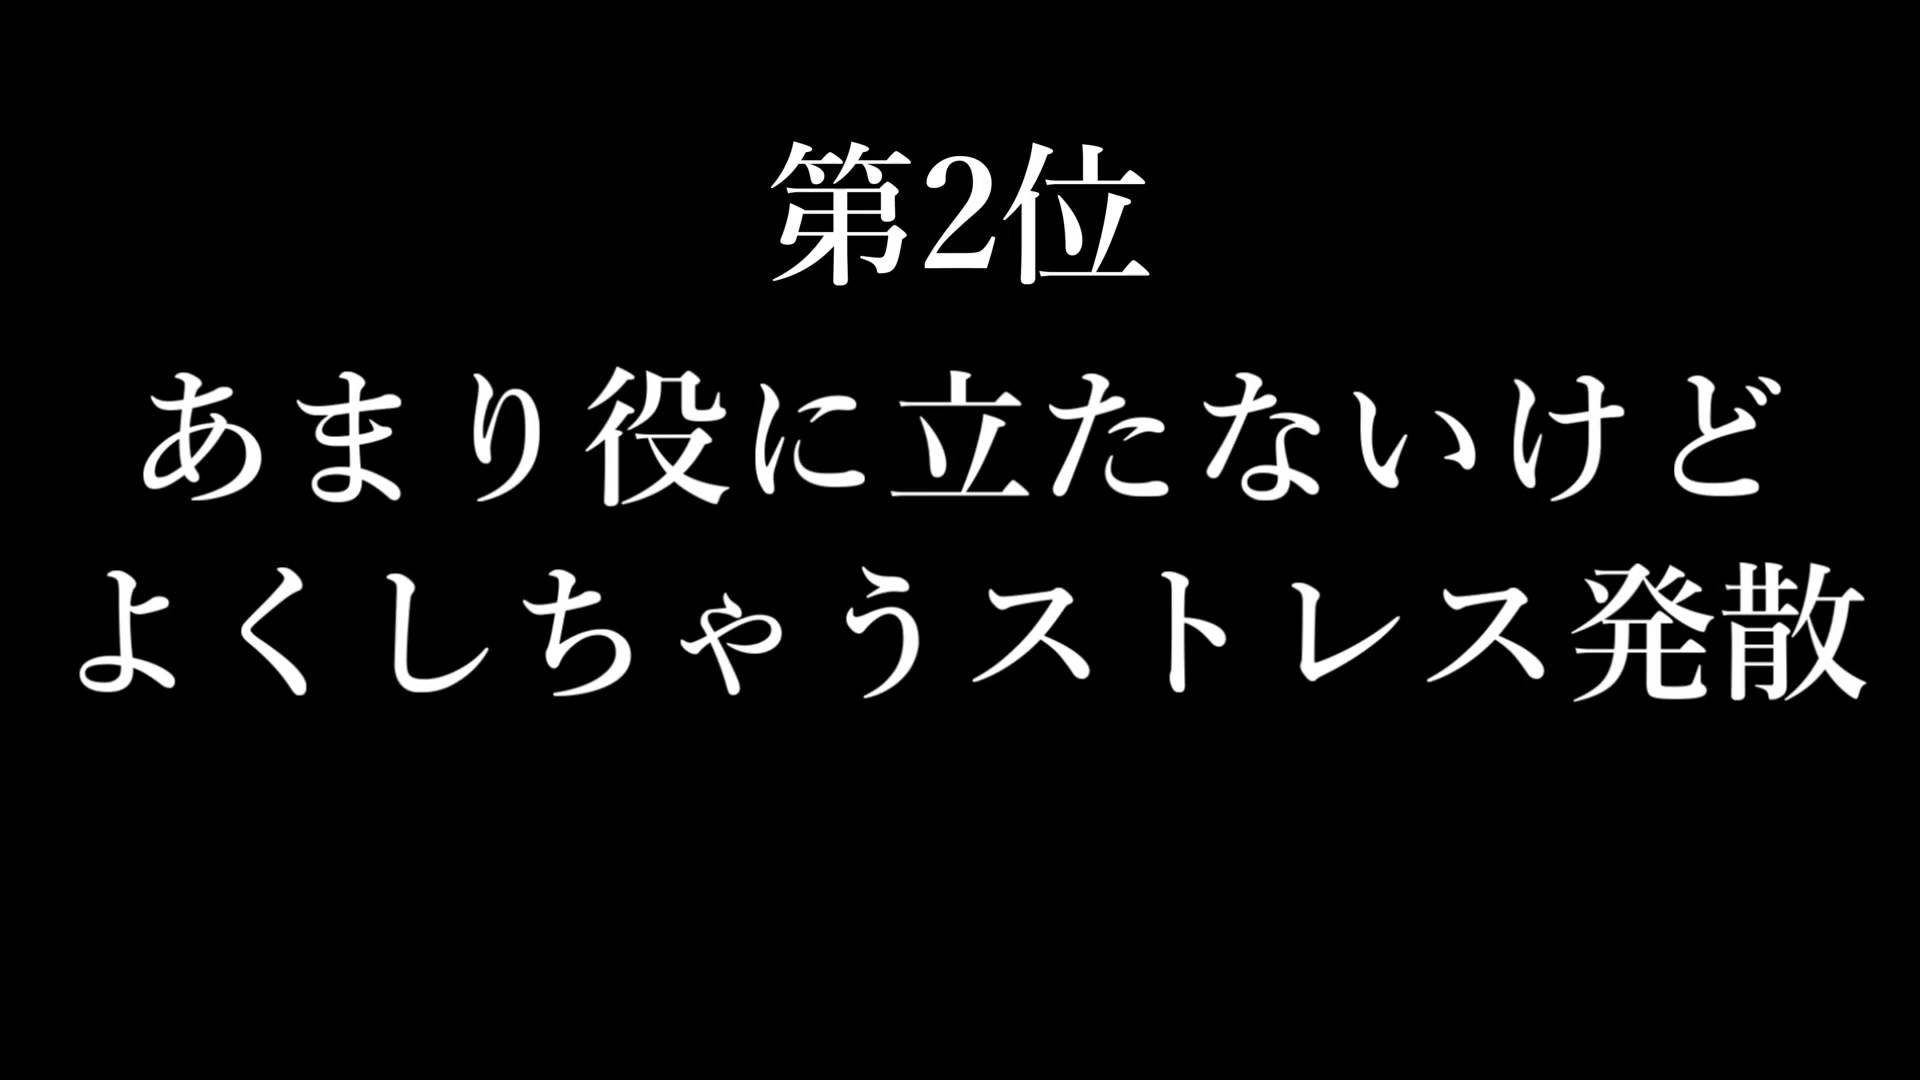 第2位
あまり役に立たないけど
よくしちゃうストレス発散